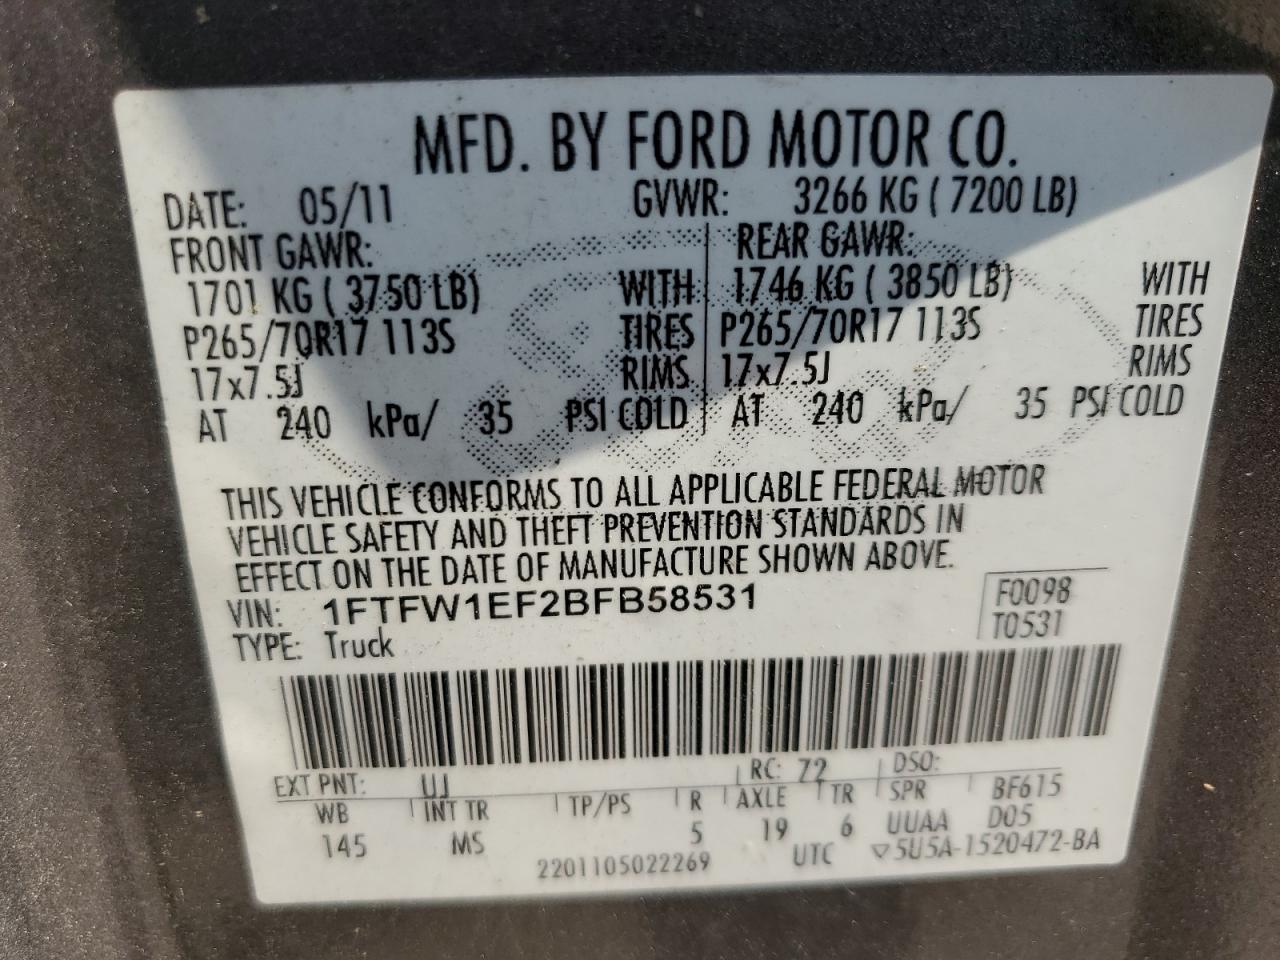 MFD. BY FORD MOTOR CO.
DATE: 05/11 GVWR: 3266 KG ( 7200 LB)
FRONT GAWR: REAR GAWR:
1701 KG ( 3750 LB) WITH 1746 KG ( 3850 LB) WITH
P265/70R17 113S TIRES P265/70R17 113S TIRES
17x7.5J RIMS 17x7.5J RIMS
AT 240 kPa/ 35 PSI COLD AT 240 kPa/ 35 PSI COLD
THIS VEHICLE CONFORMS TO ALL APPLICABLE FEDERAL MOTOR
VEHICLE SAFETY AND THEFT PREVENTION STANDARDS IN
EFFECT ON THE DATE OF MANUFACTURE SHOWN ABOVE.
VIN: 1FTFW1EF2BFB58531 F0098
TYPE: Truck T0531
EXT PNT: UJ RC: 72 DSO:
WB INT TR TP/PS R AXLE TR SPR BF615
145 MS 5 19 6 UUAA D05
2201105022269 UTC ▽5U5A-1520472-BA